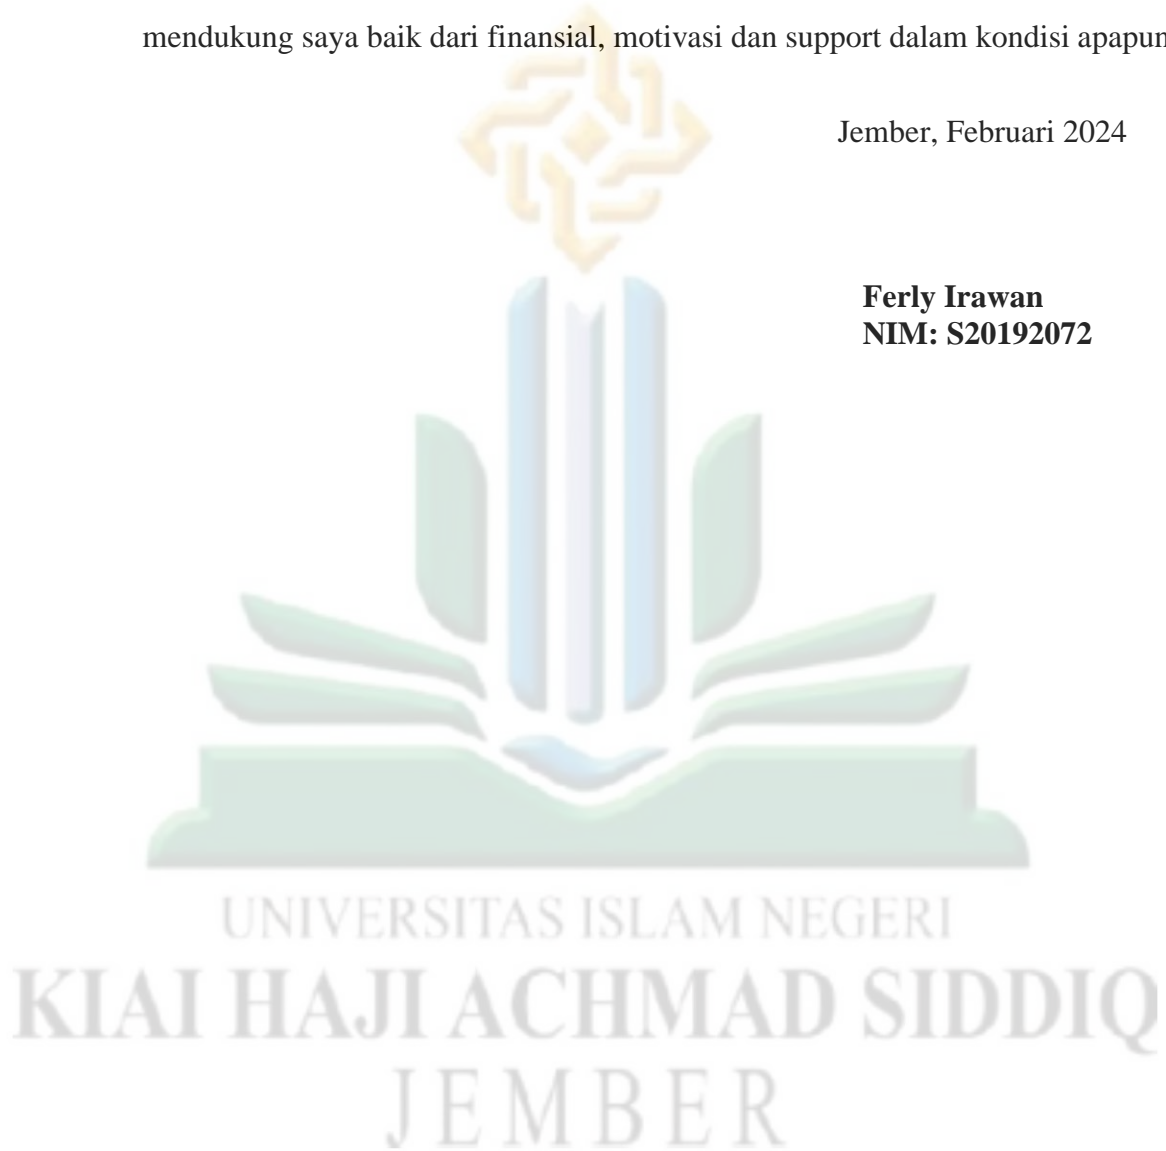 mendukung saya baik dari finansial, motivasi dan support dalam kondisi apapun
Jember, Februari 2024
Ferly Irawan
NIM: S20192072
UNIVERSITAS ISLAM NEGERI
KIAI HAJI ACHMAD SIDDIQ
JEMBER